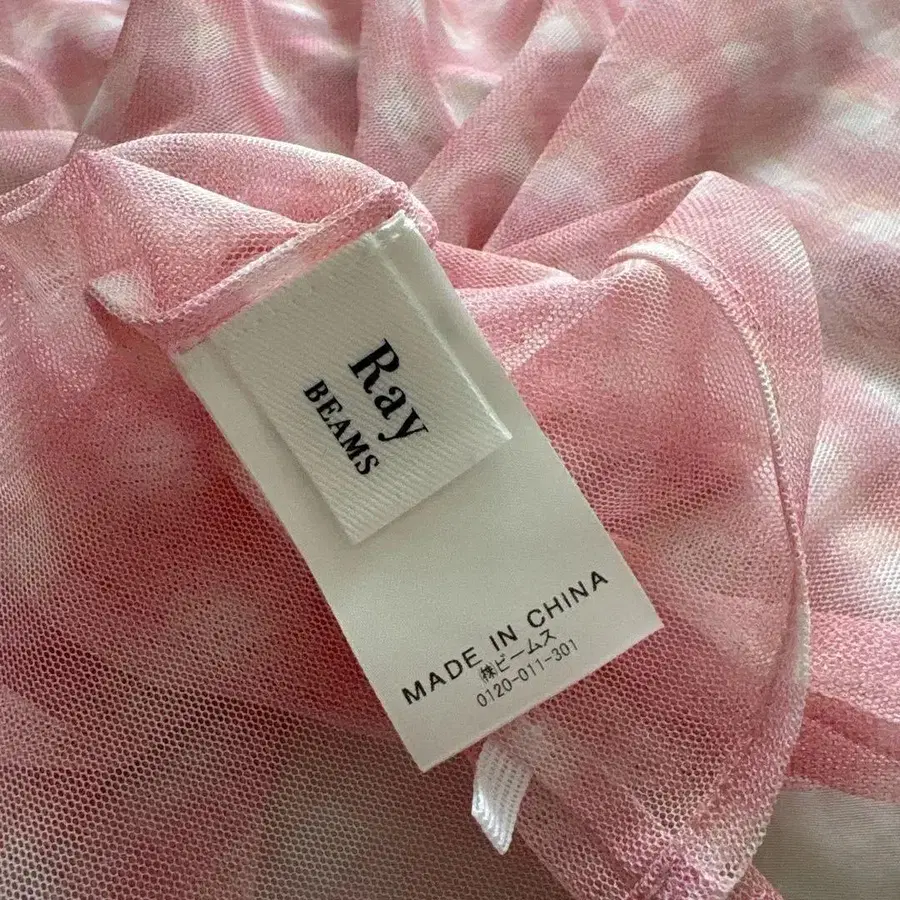 Ray
BEAMS
MADE IN CHINA
㈱ビームス
0120-011-301